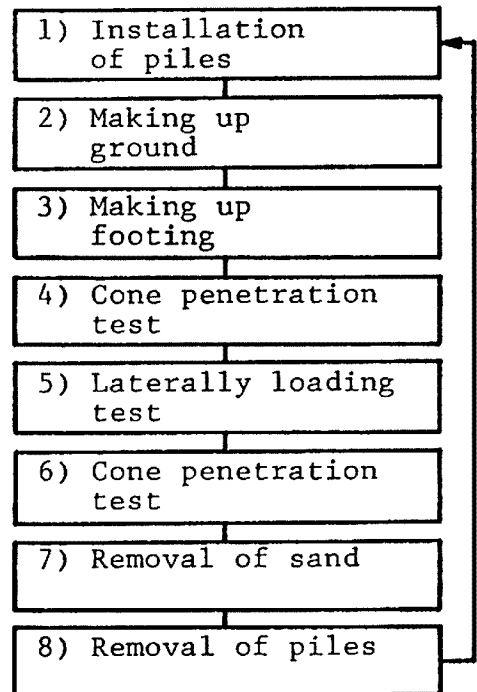 1) Installation
of piles
2) Making up
ground
3) Making up
footing
4) Cone penetration
test
5) Laterally loading
test
6) Cone penetration
test
7) Removal of sand
8) Removal of piles